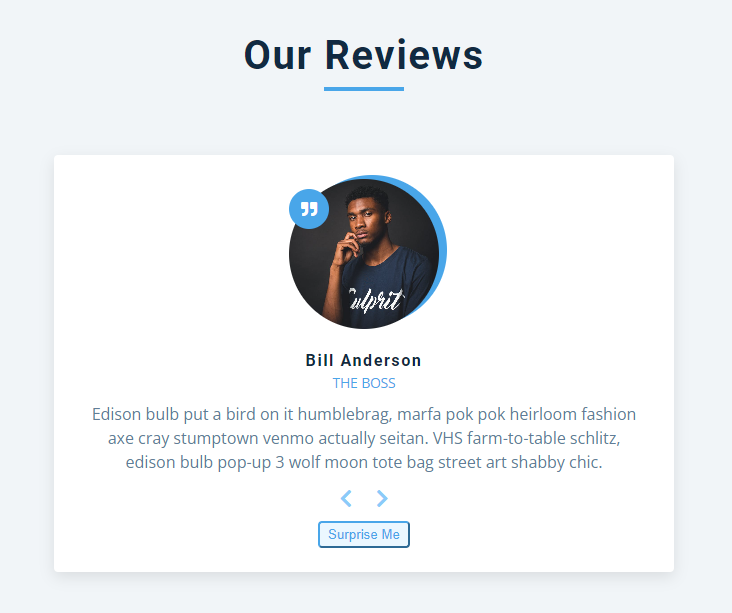 Our Reviews
Bill Anderson
THE BOSS
Edison bulb put a bird on it humblebrag, marfa pok pok heirloom fashion
axe cray stumptown venmo actually seitan. VHS farm-to-table schlitz,
edison bulb pop-up 3 wolf moon tote bag street art shabby chic.
Surprise Me